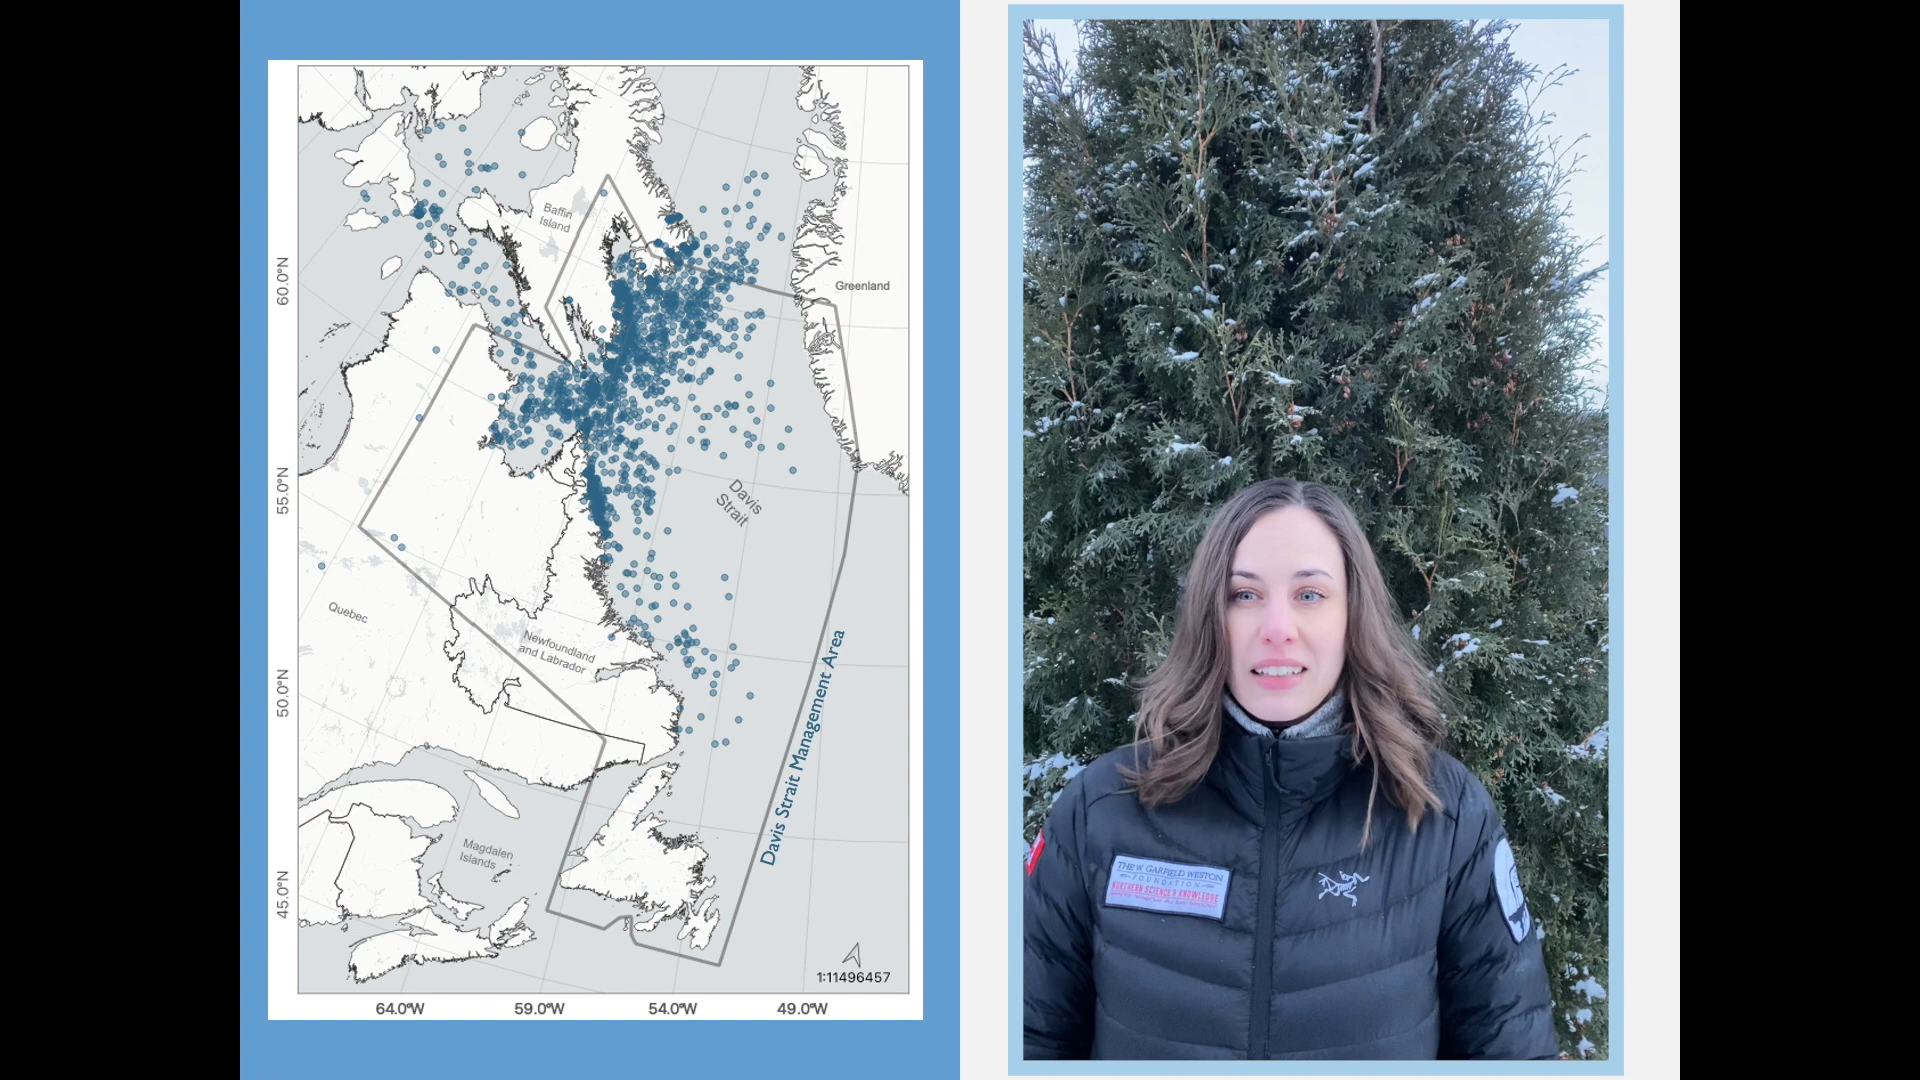 60.0°N
55.0°N
50.0°N
45.0°N
64.0°W
59.0°W
54.0°W
49.0°W
Baffin
Island
Greenland
Davis
Strait
Quebec
Newfoundland
and Labrador
Magdalen
Islands
Davis Strait Management Area
1:11496457
THE W. GARFIELD WESTON
FOUNDATION
NORTHERN SCIENCE & KNOWLEDGE